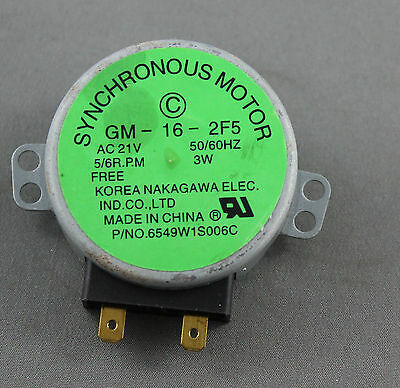 SYNCHRONOUS MOTOR
©
GM - 16 - 2F5
AC 21V 50/60HZ
5/6R.P.M 3W
FREE
KOREA NAKAGAWA ELEC.
IND.CO.,LTD
MADE IN CHINA ® RU
P/NO.6549W1S006C